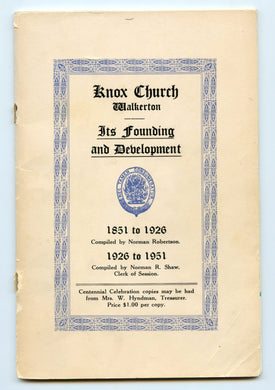 Knox Church
Walkerton
Its Founding
and Development
1851 to 1926
Compiled by Norman Robertson.
1926 to 1951
Compiled by Norman R. Shaw,
Clerk of Session.
Centennial Celebration copies may be had
from Mrs. W. Hyndman, Treasurer.
Price $1.00 per copy.